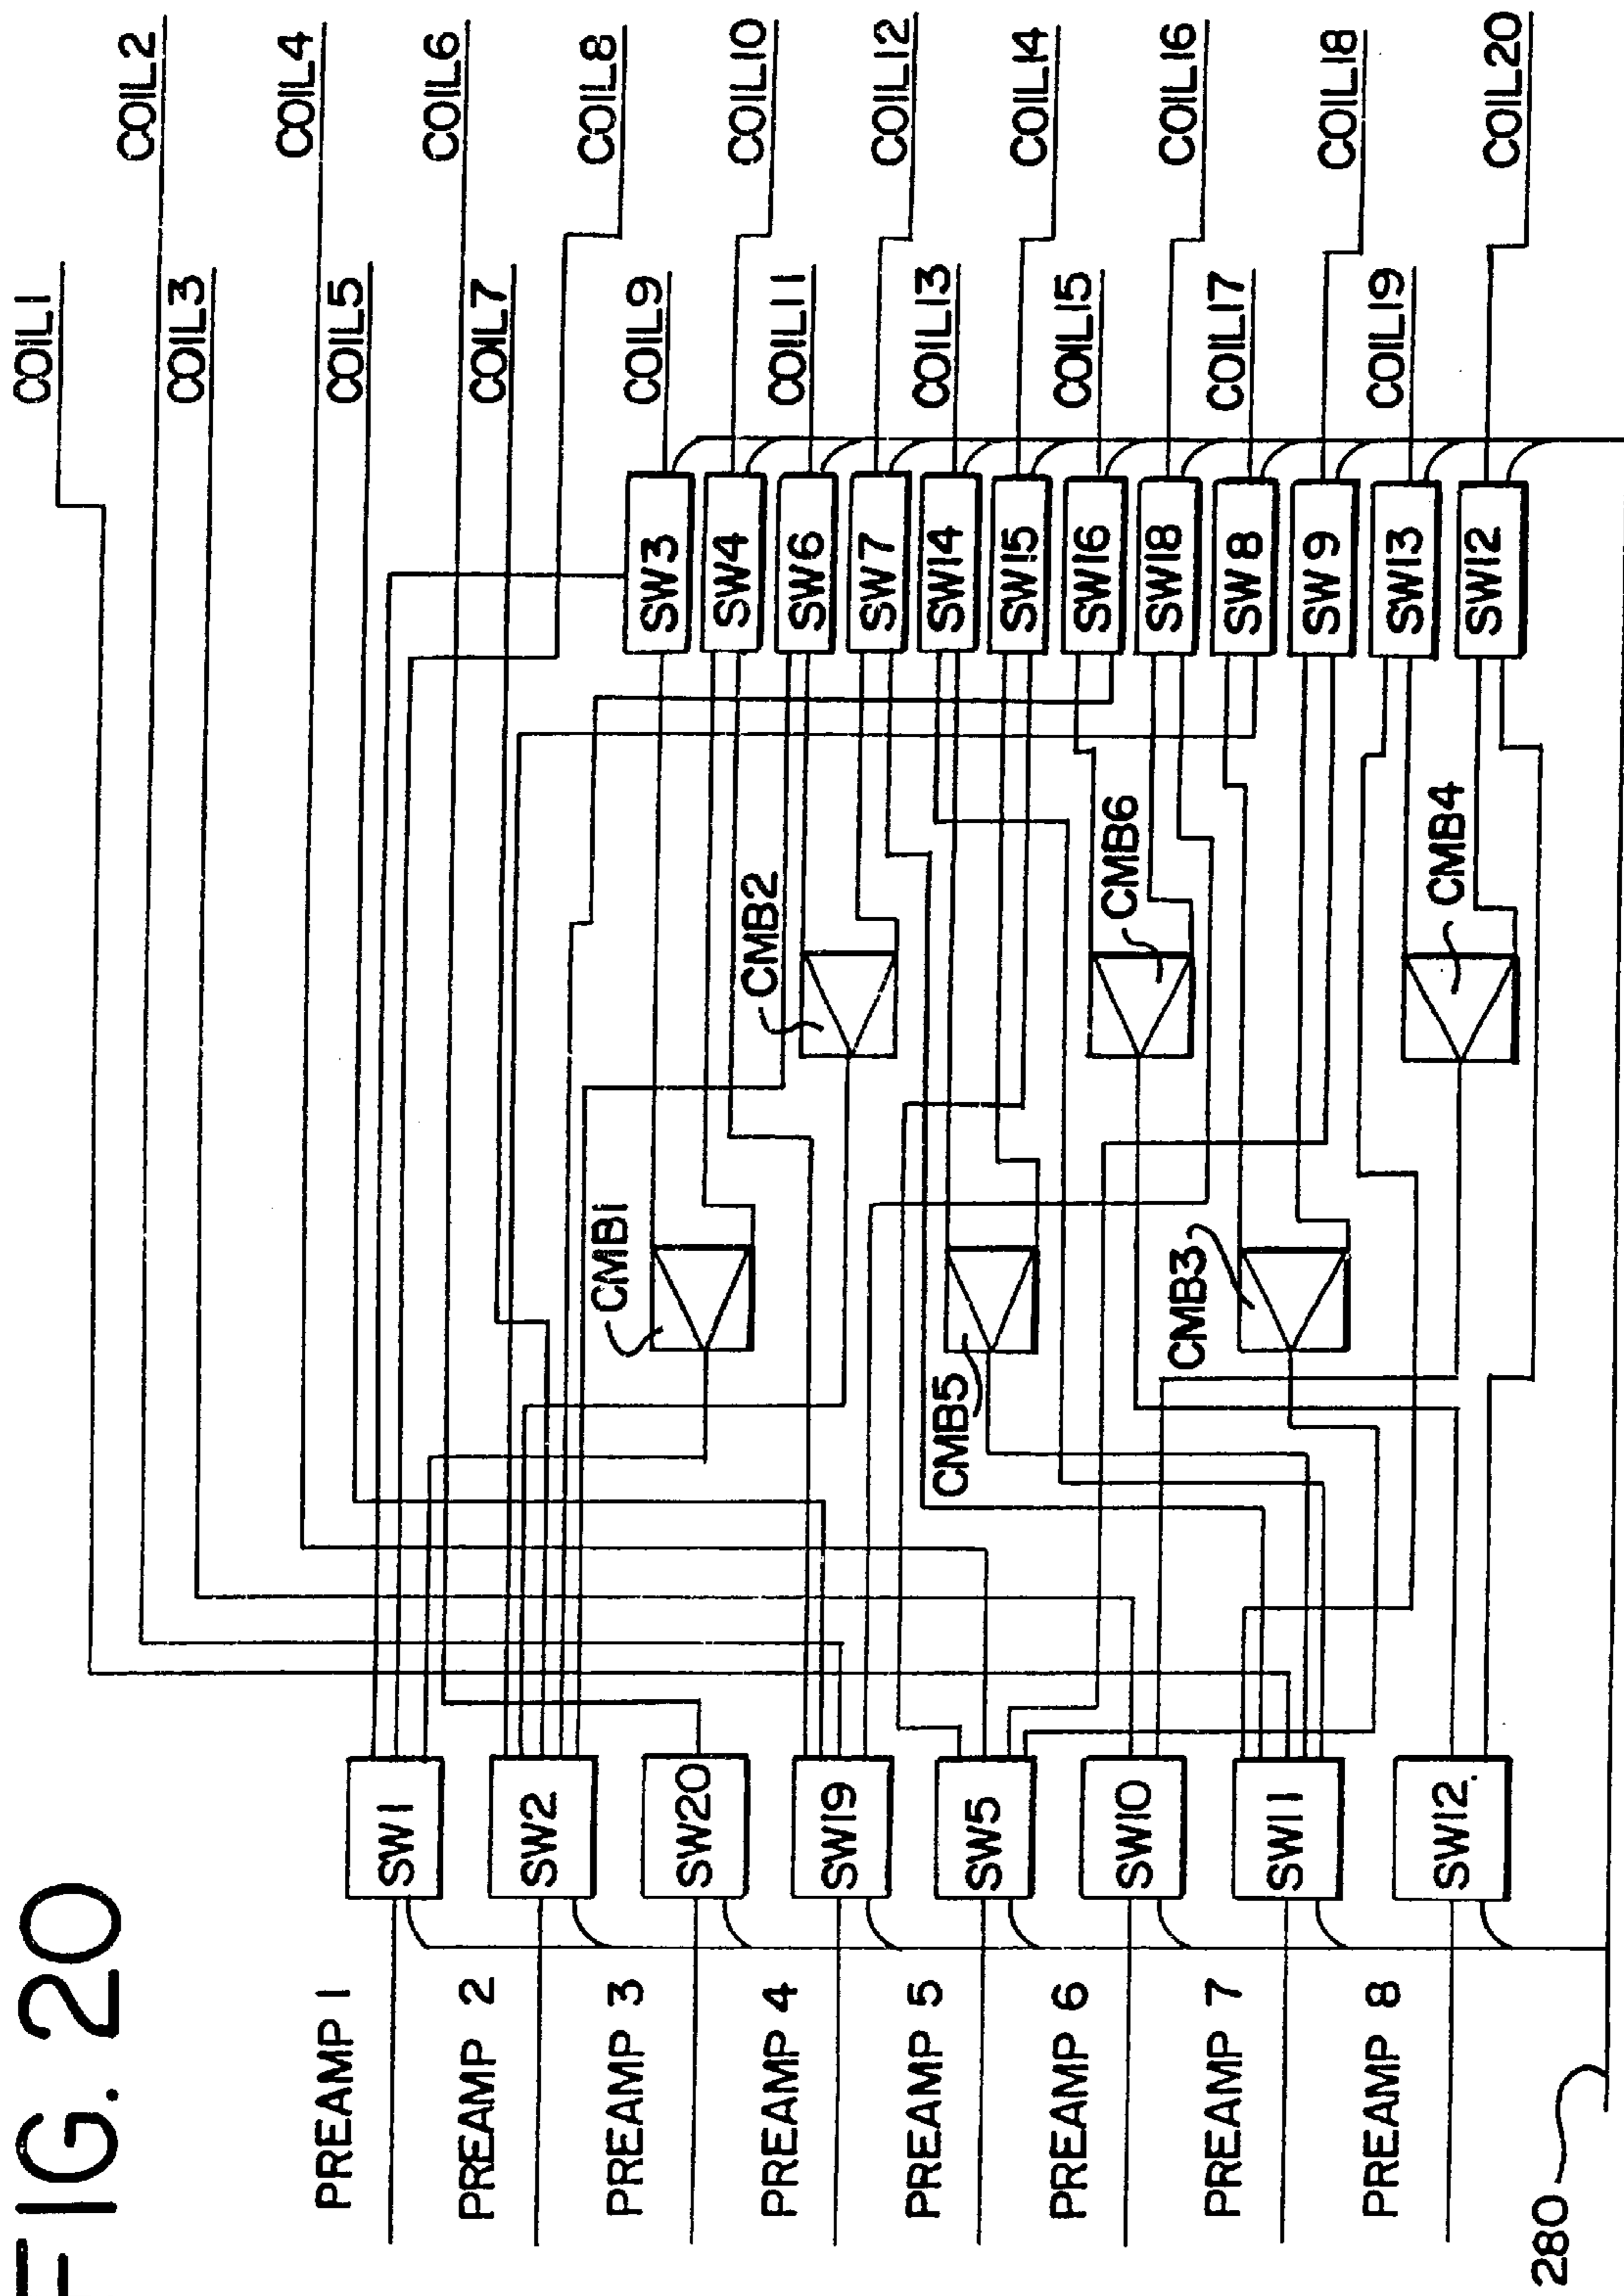 FIG. 20
PREAMP 1
PREAMP 2
PREAMP 3
PREAMP 4
PREAMP 5
PREAMP 6
PREAMP 7
PREAMP 8
280
SW1
SW2
SW20
SW19
SW5
SW10
SW11
SW12
CMB1
CMB5
CMB3
CMB2
CMB6
CMB4
SW3
SW4
SW6
SW7
SW14
SW15
SW16
SW18
SW8
SW9
SW13
SW12
COIL1
COIL3
COIL5
COIL7
COIL9
COIL11
COIL13
COIL15
COIL17
COIL19
COIL2
COIL4
COIL6
COIL8
COIL10
COIL12
COIL14
COIL16
COIL18
COIL20